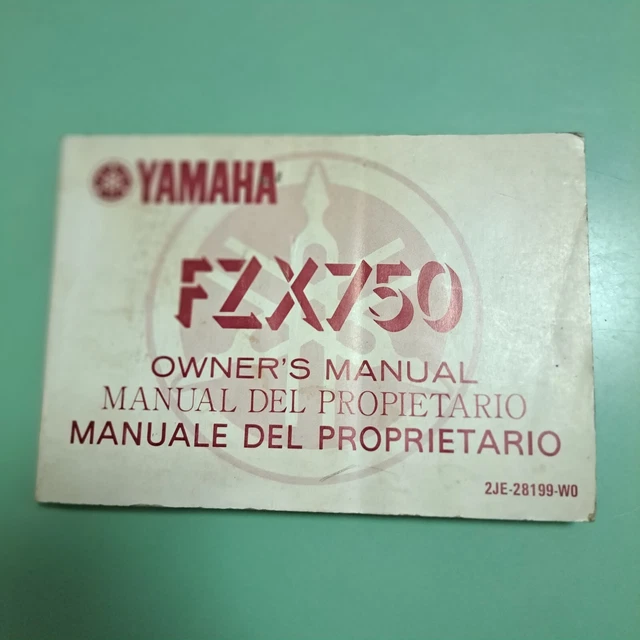 YAMAHA
FZX750
OWNER'S MANUAL
MANUAL DEL PROPIETARIO
MANUALE DEL PROPRIETARIO
2JE-28199-W0